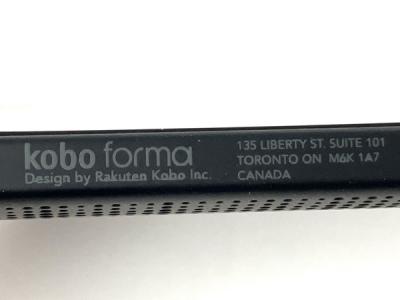 kobo forma
Design by Rakuten Kobo Inc.
135 LIBERTY ST. SUITE 101
TORONTO ON M6K 1A7
CANADA